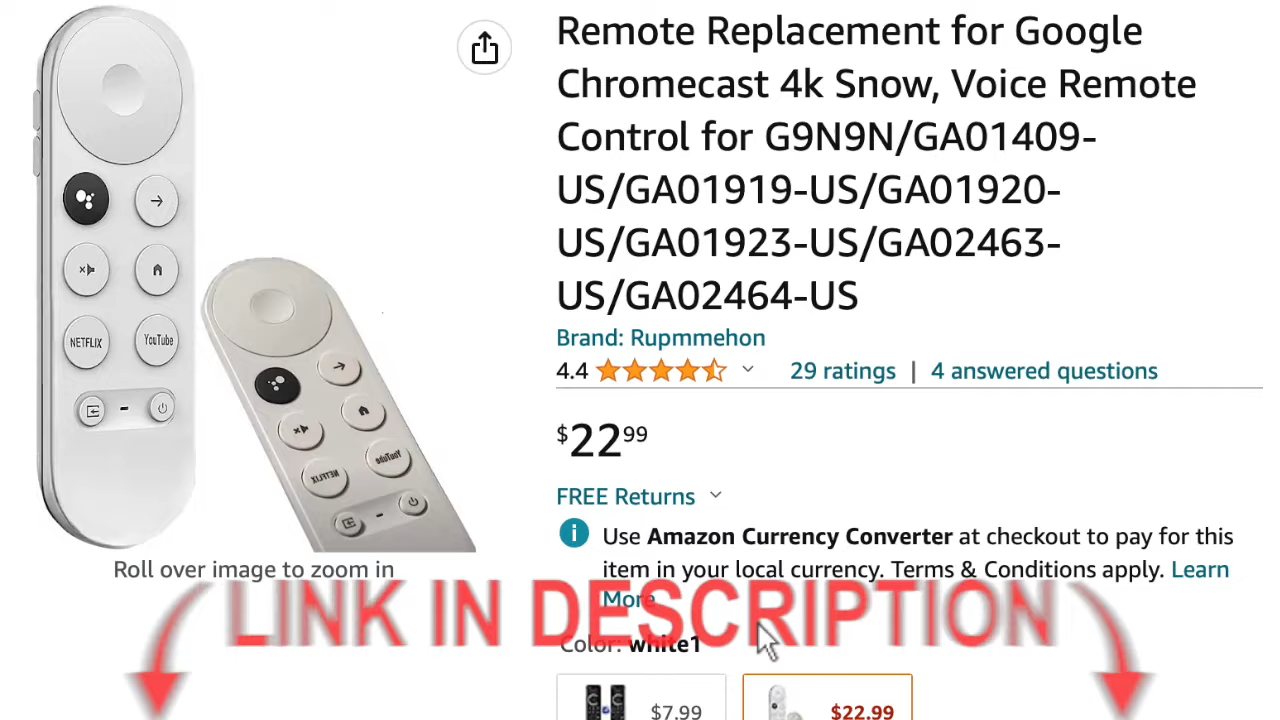 Remote Replacement for Google
Chromecast 4k Snow, Voice Remote
Control for G9N9N/GA01409-
US/GA01919-US/GA01920-
US/GA01923-US/GA02463-
US/GA02464-US
Brand: Rupmmehon
4.4
29 ratings | 4 answered questions
$22 99
FREE Returns
i
Use Amazon Currency Converter at checkout to pay for this
item in your local currency. Terms & Conditions apply. Learn
More
Color: white1
$7.99
$22.99
NETFLIX
YouTube
NETFLIX
YouTube
Roll over image to zoom in
LINK IN DESCRIPTION